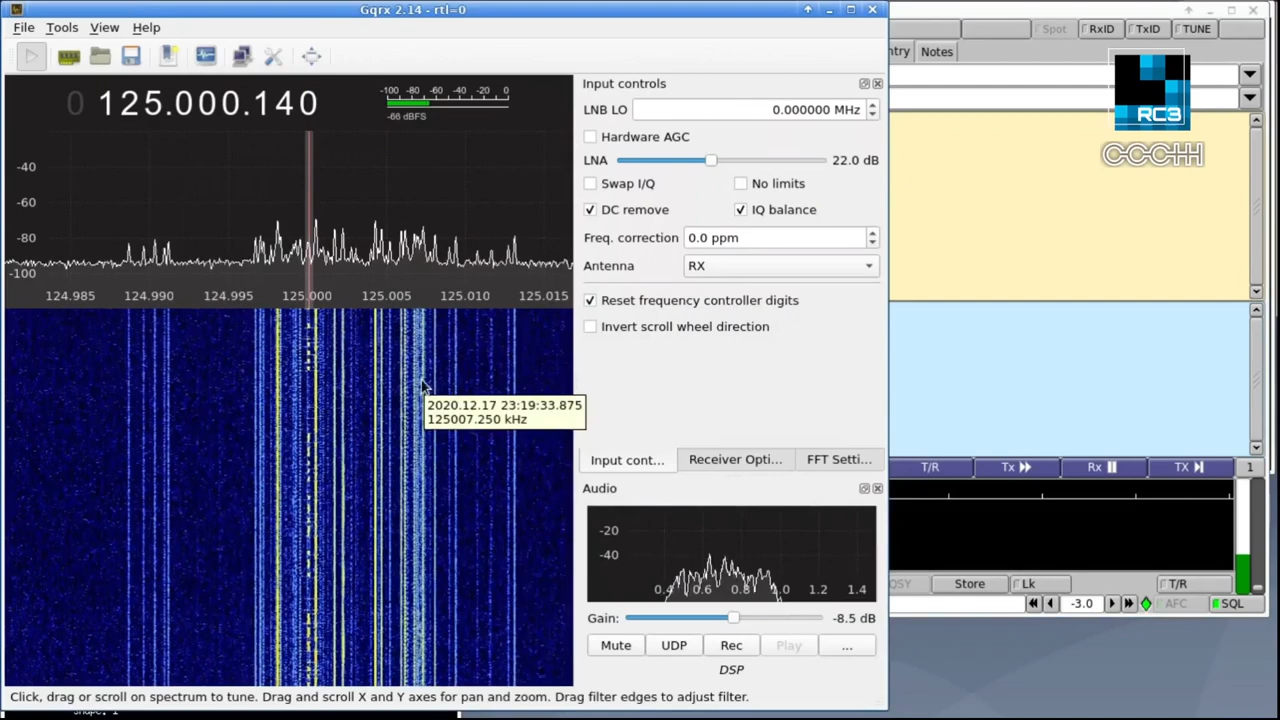 Gqrx 2.14 - rtl=0
File Tools View Help
0 125.000.140
-100 -80 -60 -40 -20 0
-66 dBFS
-40
-60
-80
-100
124.985 124.990 124.995 125.000 125.005 125.010 125.015
2020.12.17 23:19:33.875
125007.250 kHz
Input controls
LNB LO 0.000000 MHz
Hardware AGC
LNA 22.0 dB
Swap I/Q No limits
DC remove IQ balance
Freq. correction 0.0 ppm
Antenna RX
Reset frequency controller digits
Invert scroll wheel direction
Input cont... Receiver Opti... FFT Setti...
Audio
-20
-40
0.4 0.6 0.8 1.0 1.2 1.4
Gain: -8.5 dB
Mute UDP Rec Play ...
DSP
Click, drag or scroll on spectrum to tune. Drag and scroll X and Y axes for pan and zoom. Drag filter edges to adjust filter.
Spot RxID TxID TUNE
ntry Notes
RC3
CCCHH
T/R Tx Rx TX 1
QSY Store Lk T/R
-3.0 AFC SQL